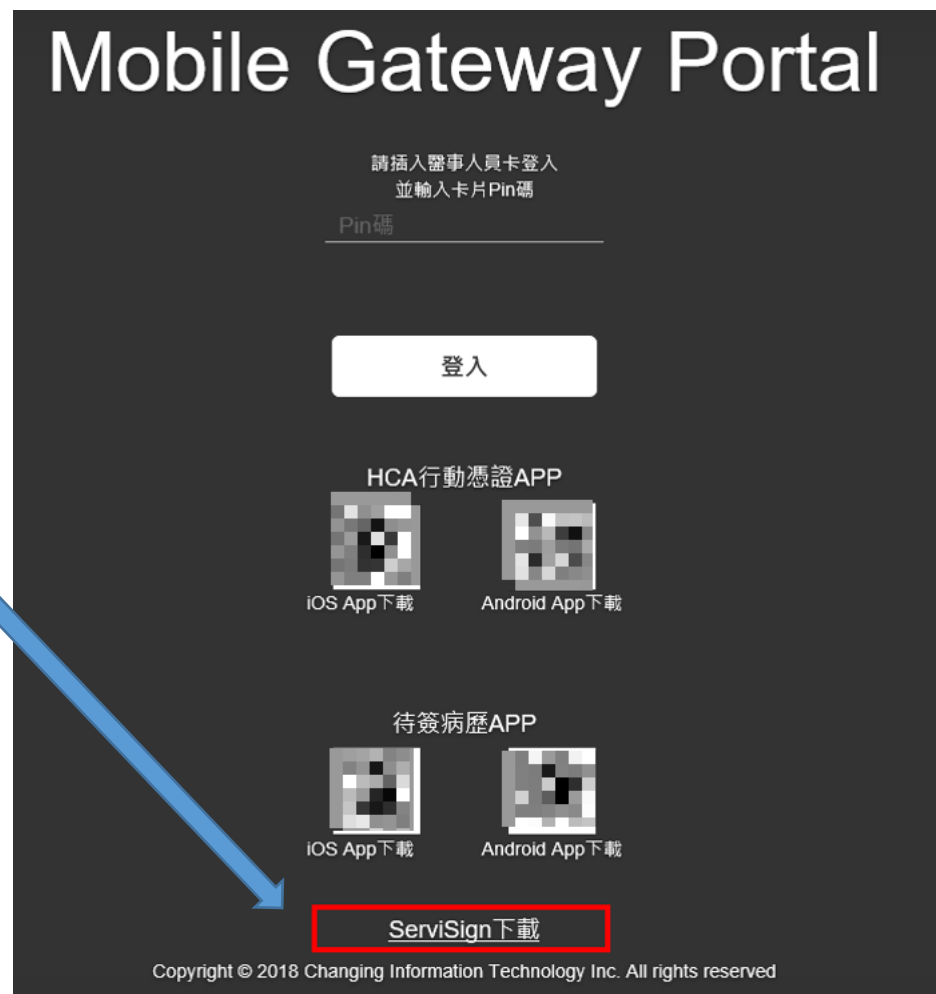 Mobile Gateway Portal
請插入醫事人員卡登入
並輸入卡片Pin碼
Pin碼
登入
HCA行動憑證APP
iOS App下載
Android App下載
待簽病歷APP
iOS App下載
Android App下載
ServiSign下載
Copyright © 2018 Changing Information Technology Inc. All rights reserved